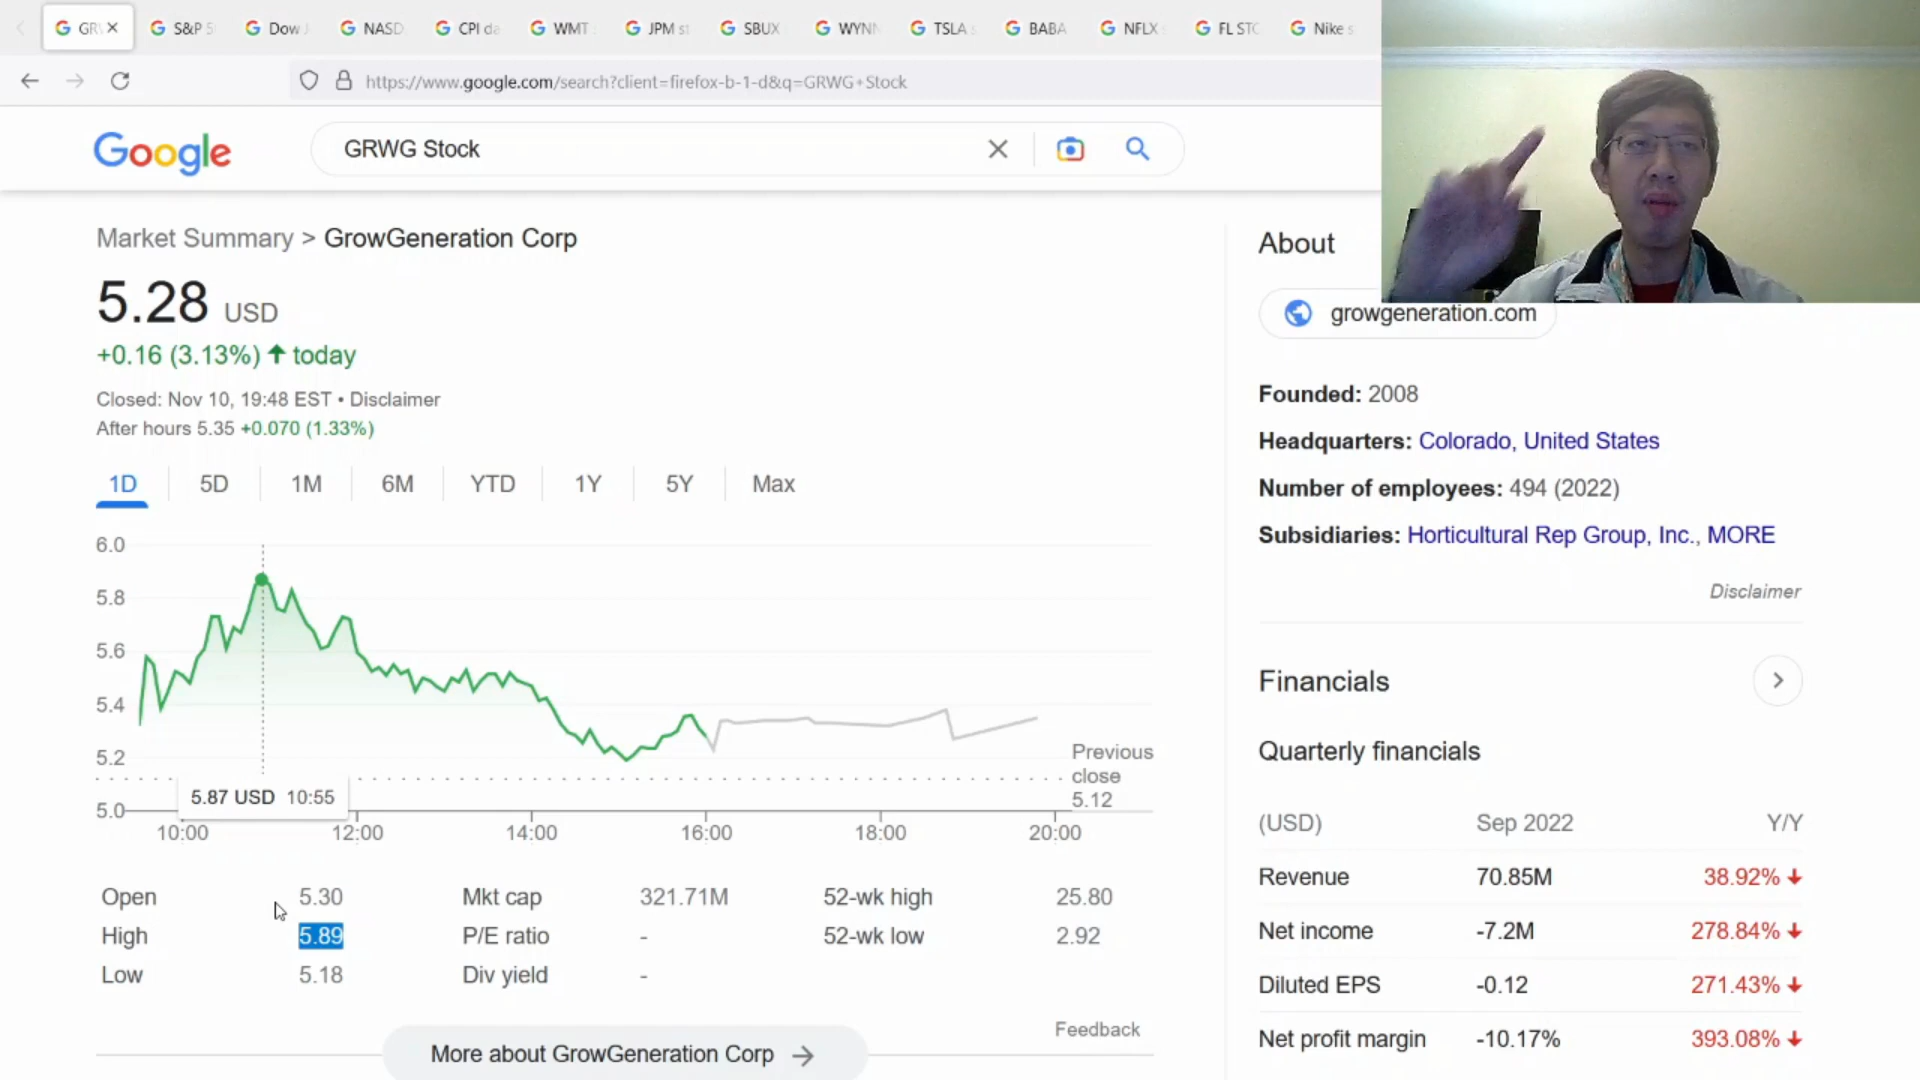 GR
S&P 5
Dow J
NASD
CPI da
WMT
JPM st
SBUX
WYNN
TSLA s
BABA
NFLX
FL STO
Nike s
https://www.google.com/search?client=firefox-b-1-d&q=GRWG+Stock
Google
GRWG Stock
Market Summary > GrowGeneration Corp
5.28 USD
+0.16 (3.13%) ↑ today
Closed: Nov 10, 19:48 EST • Disclaimer
After hours 5.35 +0.070 (1.33%)
1D 5D 1M 6M YTD 1Y 5Y Max
6.0
5.8
5.6
5.4
5.2
5.0
Previous
close
5.12
5.87 USD 10:55
10:00 12:00 14:00 16:00 18:00 20:00
Open 5.30 Mkt cap 321.71M 52-wk high 25.80
High 5.89 P/E ratio - 52-wk low 2.92
Low 5.18 Div yield -
Feedback
More about GrowGeneration Corp →
About
growgeneration.com
Founded: 2008
Headquarters: Colorado, United States
Number of employees: 494 (2022)
Subsidiaries: Horticultural Rep Group, Inc., MORE
Disclaimer
Financials
Quarterly financials
(USD) Sep 2022 Y/Y
Revenue 70.85M 38.92% ↓
Net income -7.2M 278.84% ↓
Diluted EPS -0.12 271.43% ↓
Net profit margin -10.17% 393.08% ↓